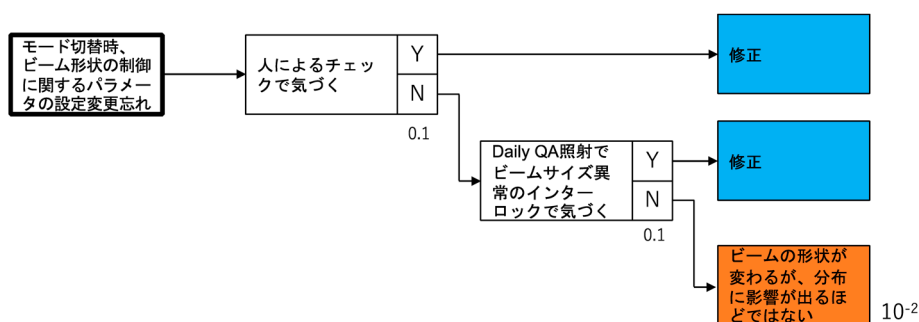 モード切替時、
ビーム形状の制御
に関するパラメー
タの設定変更忘れ
人によるチェッ
クで気づく
Y
N
0.1
修正
Daily QA照射で
ビームサイズ異
常のインター
ロックで気づく
Y
N
0.1
修正
ビームの形状が
変わるが、分布
に影響が出るほ
どではない
10⁻²